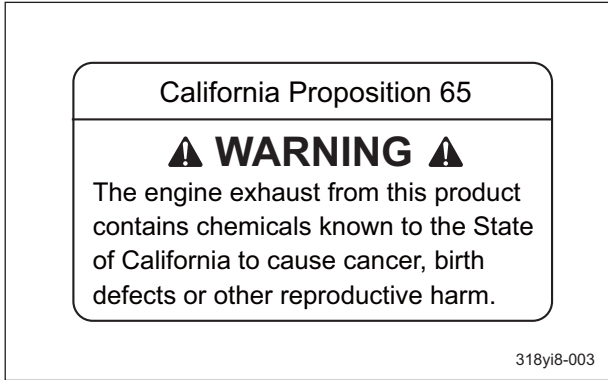 California Proposition 65
WARNING
The engine exhaust from this product
contains chemicals known to the State
of California to cause cancer, birth
defects or other reproductive harm.
318yi8-003